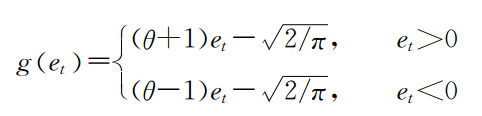 g(e_t)={(θ+1)e_t−√2/π, e_t>0
(θ−1)e_t−√2/π, e_t<0